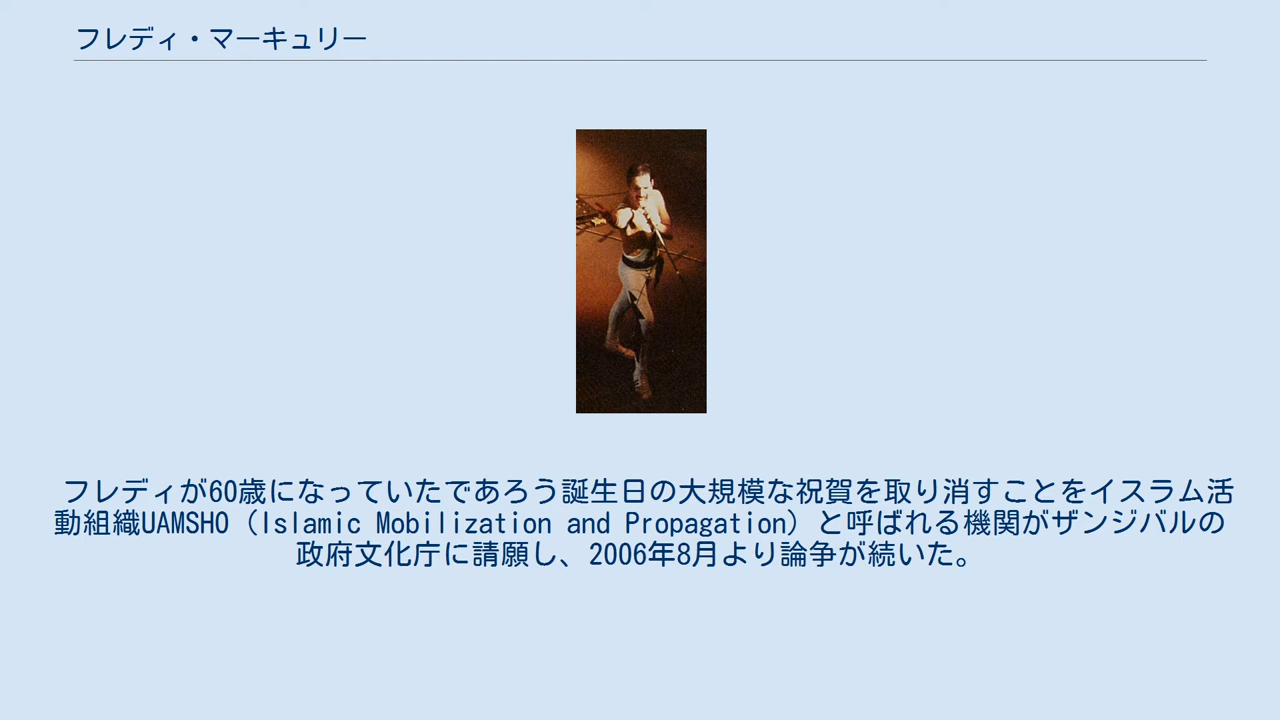 フレディ・マーキュリー
フレディが60歳になっていたであろう誕生日の大規模な祝賀を取り消すことをイスラム活
動組織UAMSHO（Islamic Mobilization and Propagation）と呼ばれる機関がザンジバルの
政府文化庁に請願し、2006年8月より論争が続いた。